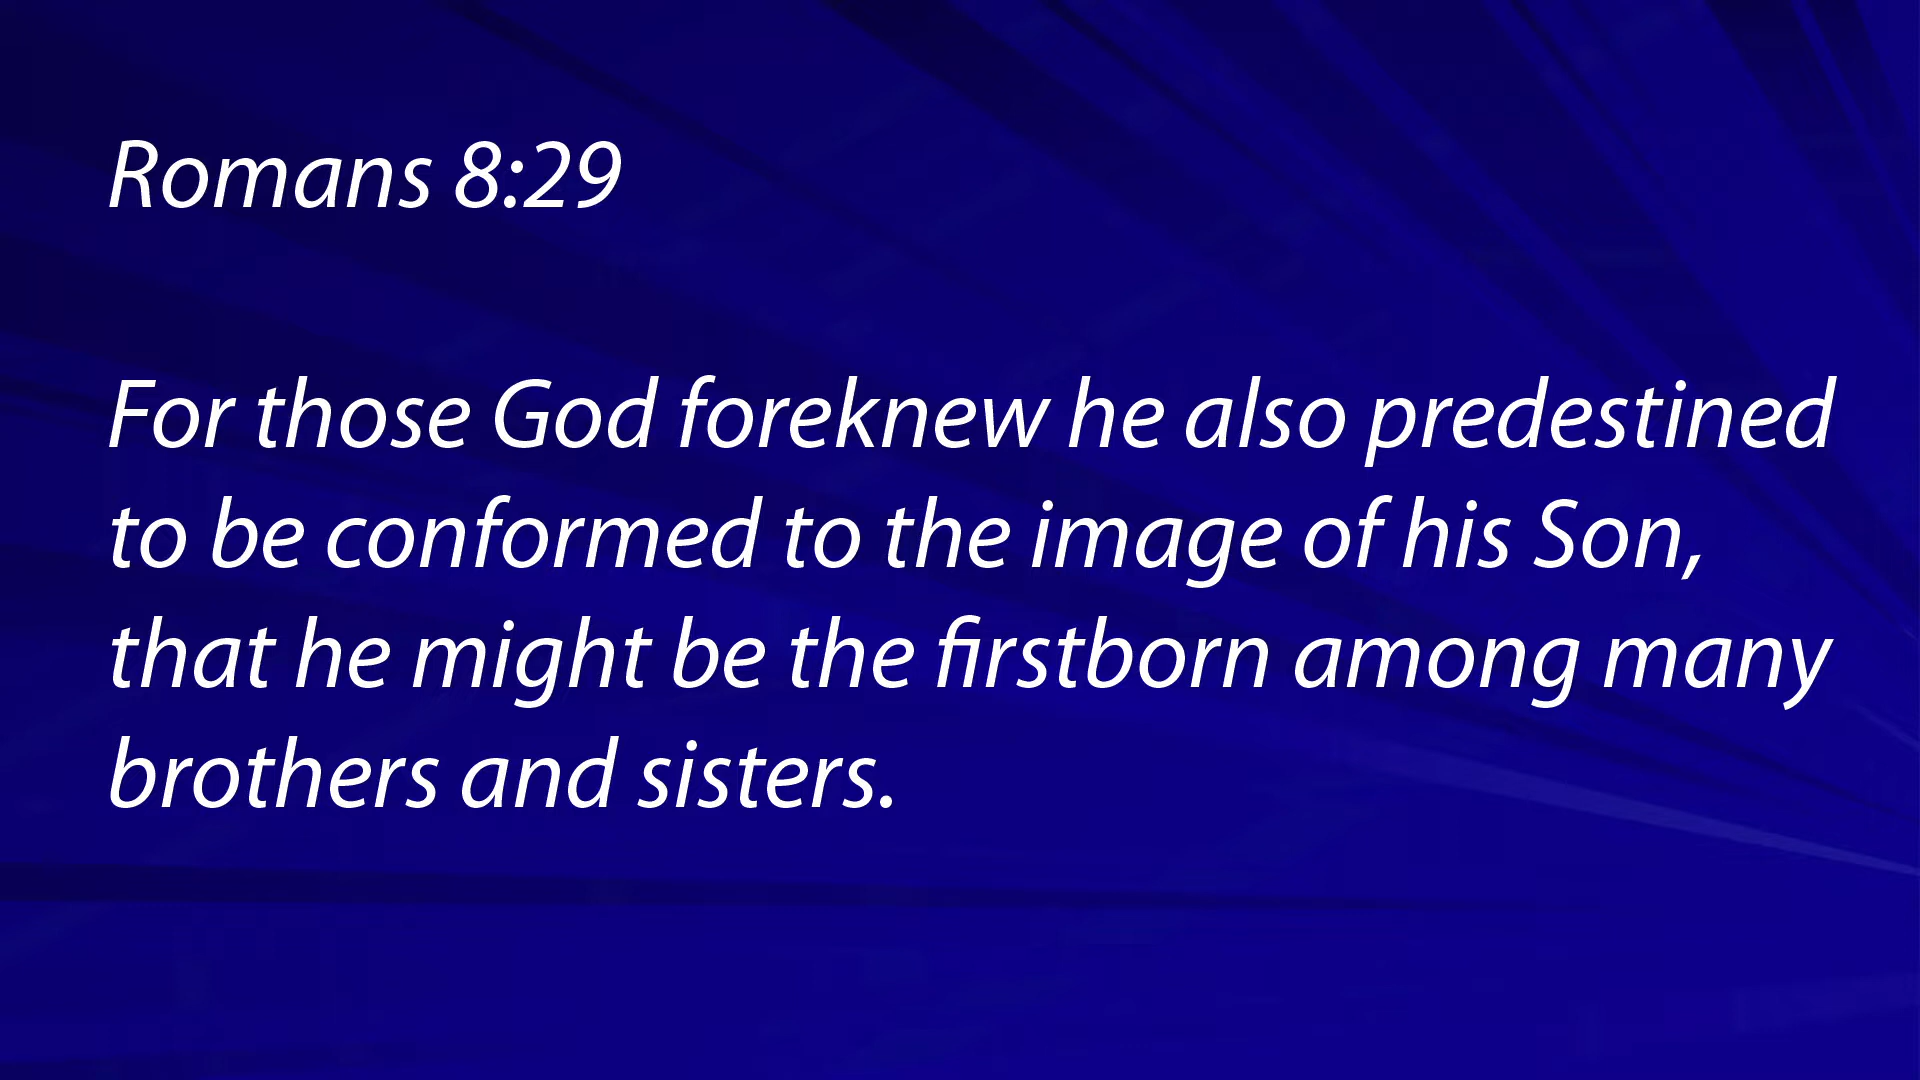 Romans 8:29
For those God foreknew he also predestined
to be conformed to the image of his Son,
that he might be the firstborn among many
brothers and sisters.